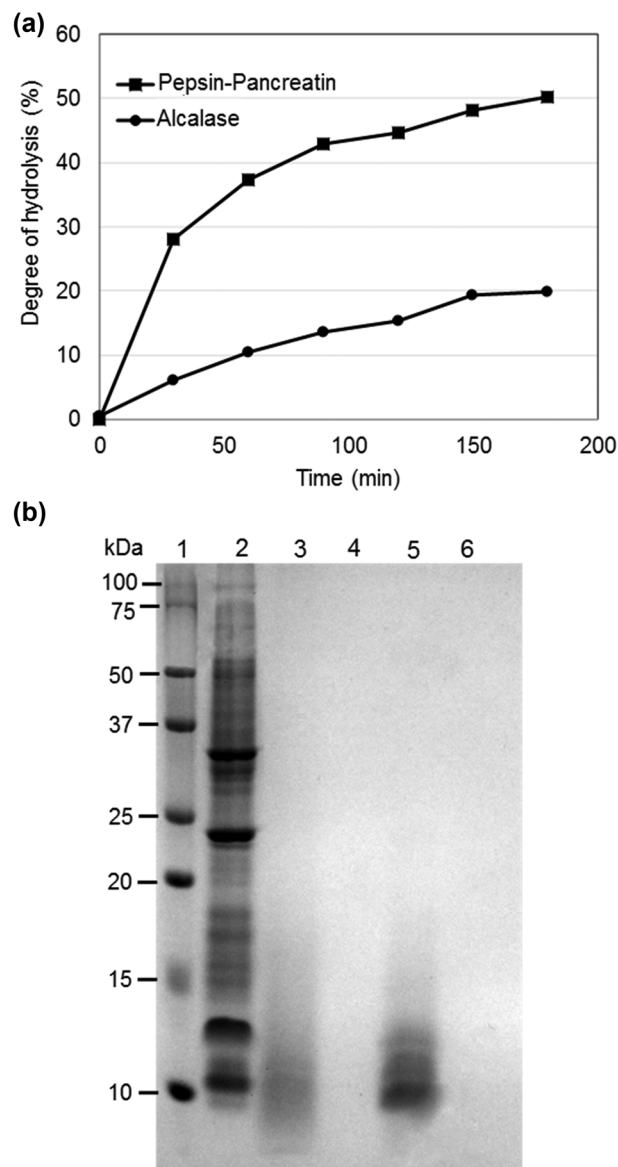 (a)
60
50
40
30
20
10
0
Degree of hydrolysis (%)
Pepsin-Pancreatin
Alcalase
0 50 100 150 200
Time (min)
(b)
kDa 1 2 3 4 5 6
100
75
50
37
25
20
15
10